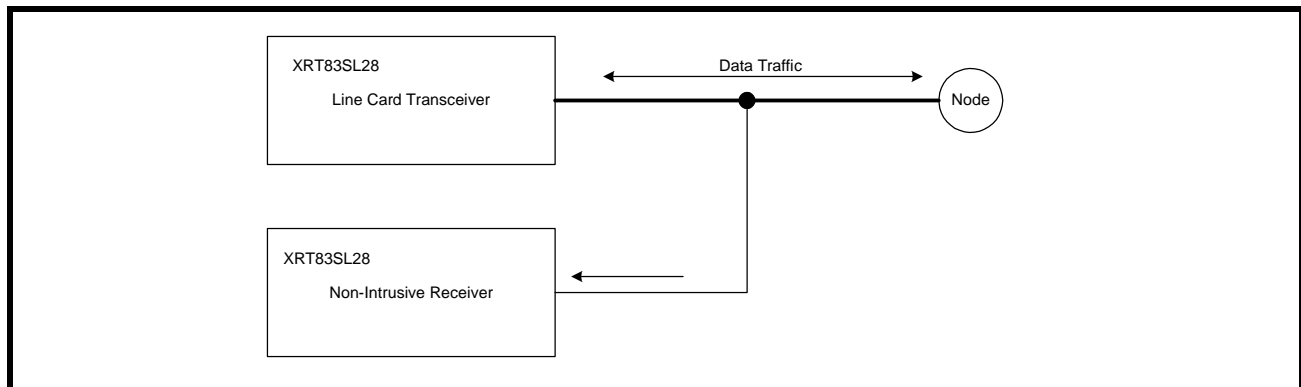 XRT83SL28
Line Card Transceiver
Data Traffic
Node
XRT83SL28
Non-Intrusive Receiver